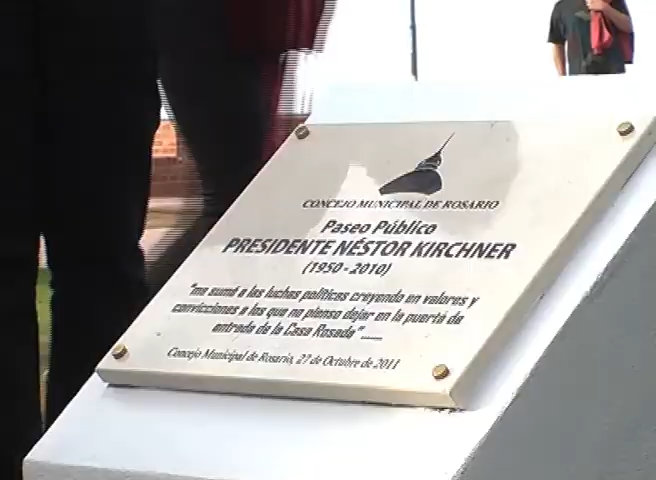 CONCEJO MUNICIPAL DE ROSARIO
Paseo Público
PRESIDENTE NÉSTOR KIRCHNER
(1950 - 2010)
"me sumé a las luchas políticas creyendo en valores y
convicciones a los que no pienso dejar en la puerta de
entrada de la Casa Rosada" ......
Concejo Municipal de Rosario, 27 de Octubre de 2011